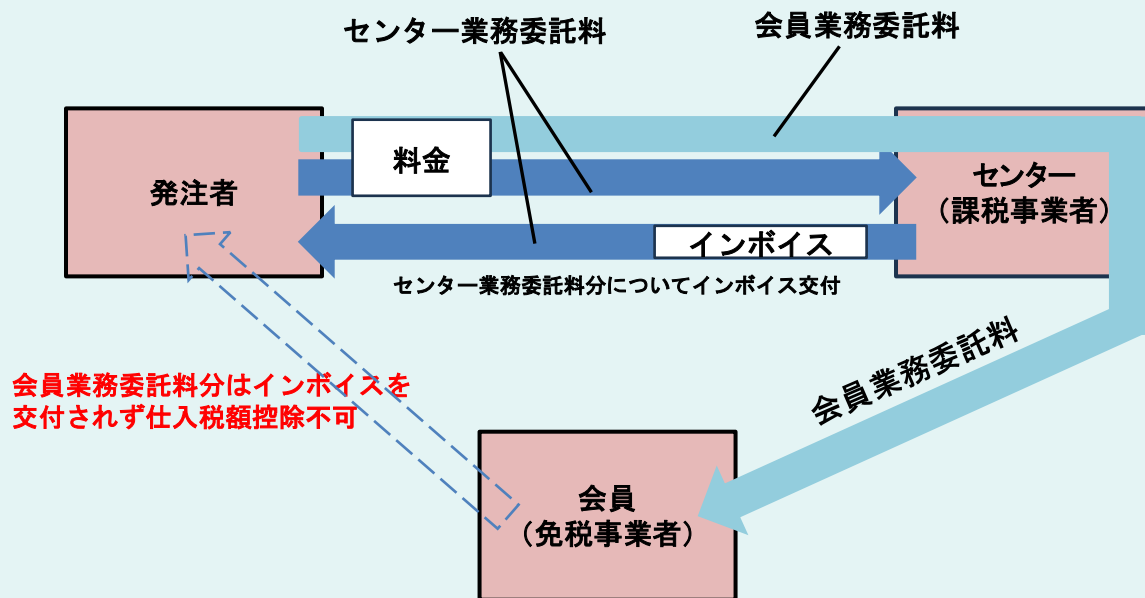 センター業務委託料
会員業務委託料
発注者
料金
センター
（課税事業者）
インボイス
センター業務委託料分についてインボイス交付
会員業務委託料
会員業務委託料分はインボイスを
交付されず仕入税額控除不可
会員
（免税事業者）